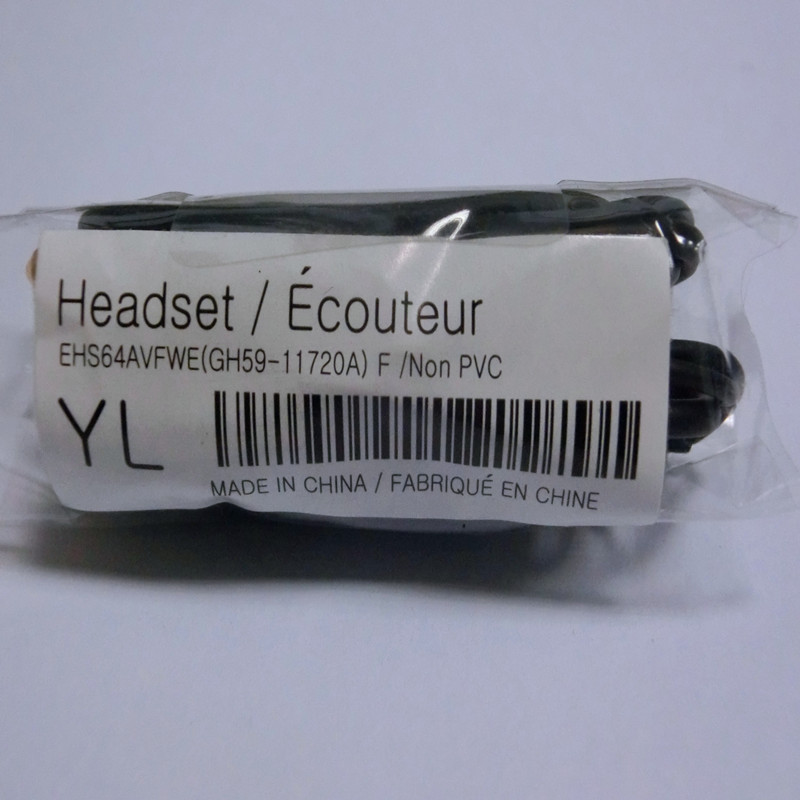 Headset / Écouteur
EHS64AVFWE(GH59-11720A) F /Non PVC
YL
MADE IN CHINA / FABRIQUÉ EN CHINE